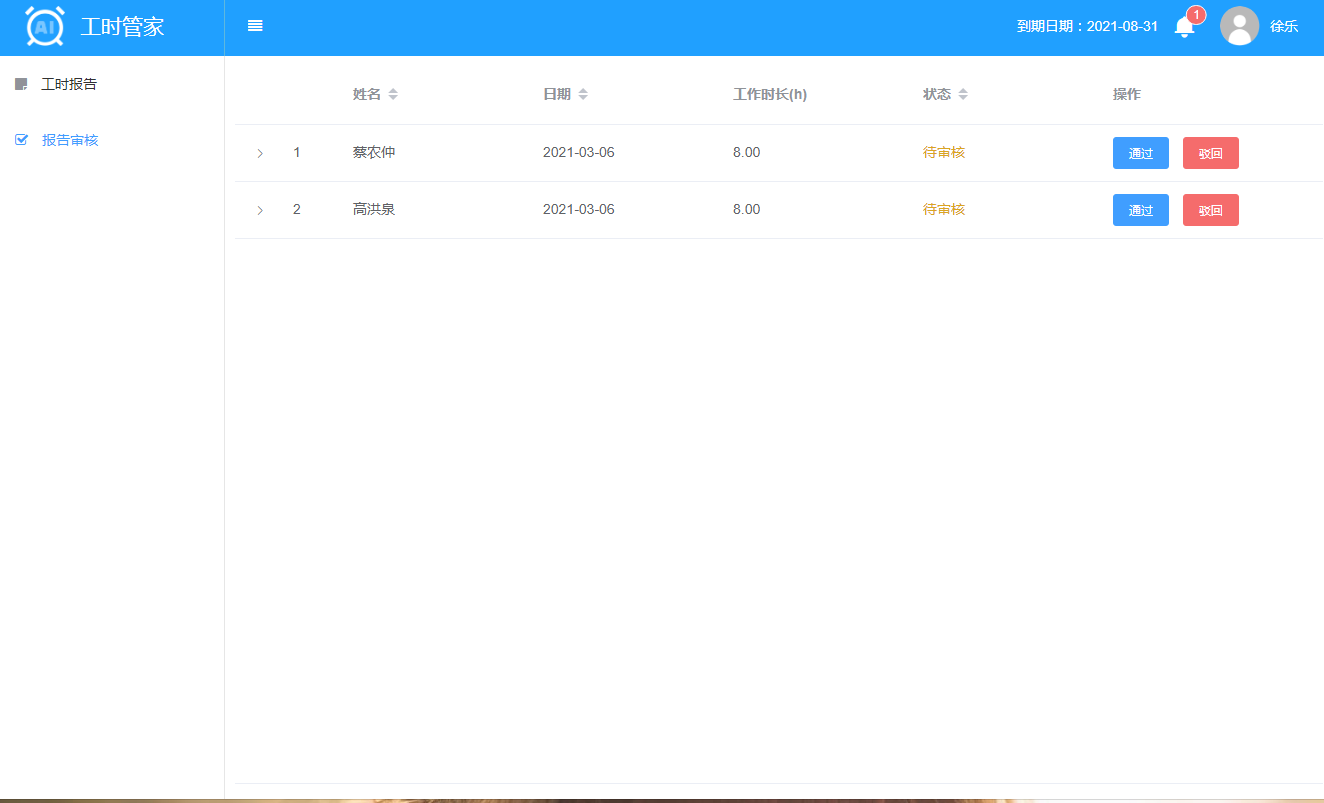 AI 工时管家 到期日期：2021-08-31 1 徐乐
工时报告
报告审核
姓名 日期 工作时长(h) 状态 操作
1 蔡农仲 2021-03-06 8.00 待审核 通过 驳回
2 高洪泉 2021-03-06 8.00 待审核 通过 驳回